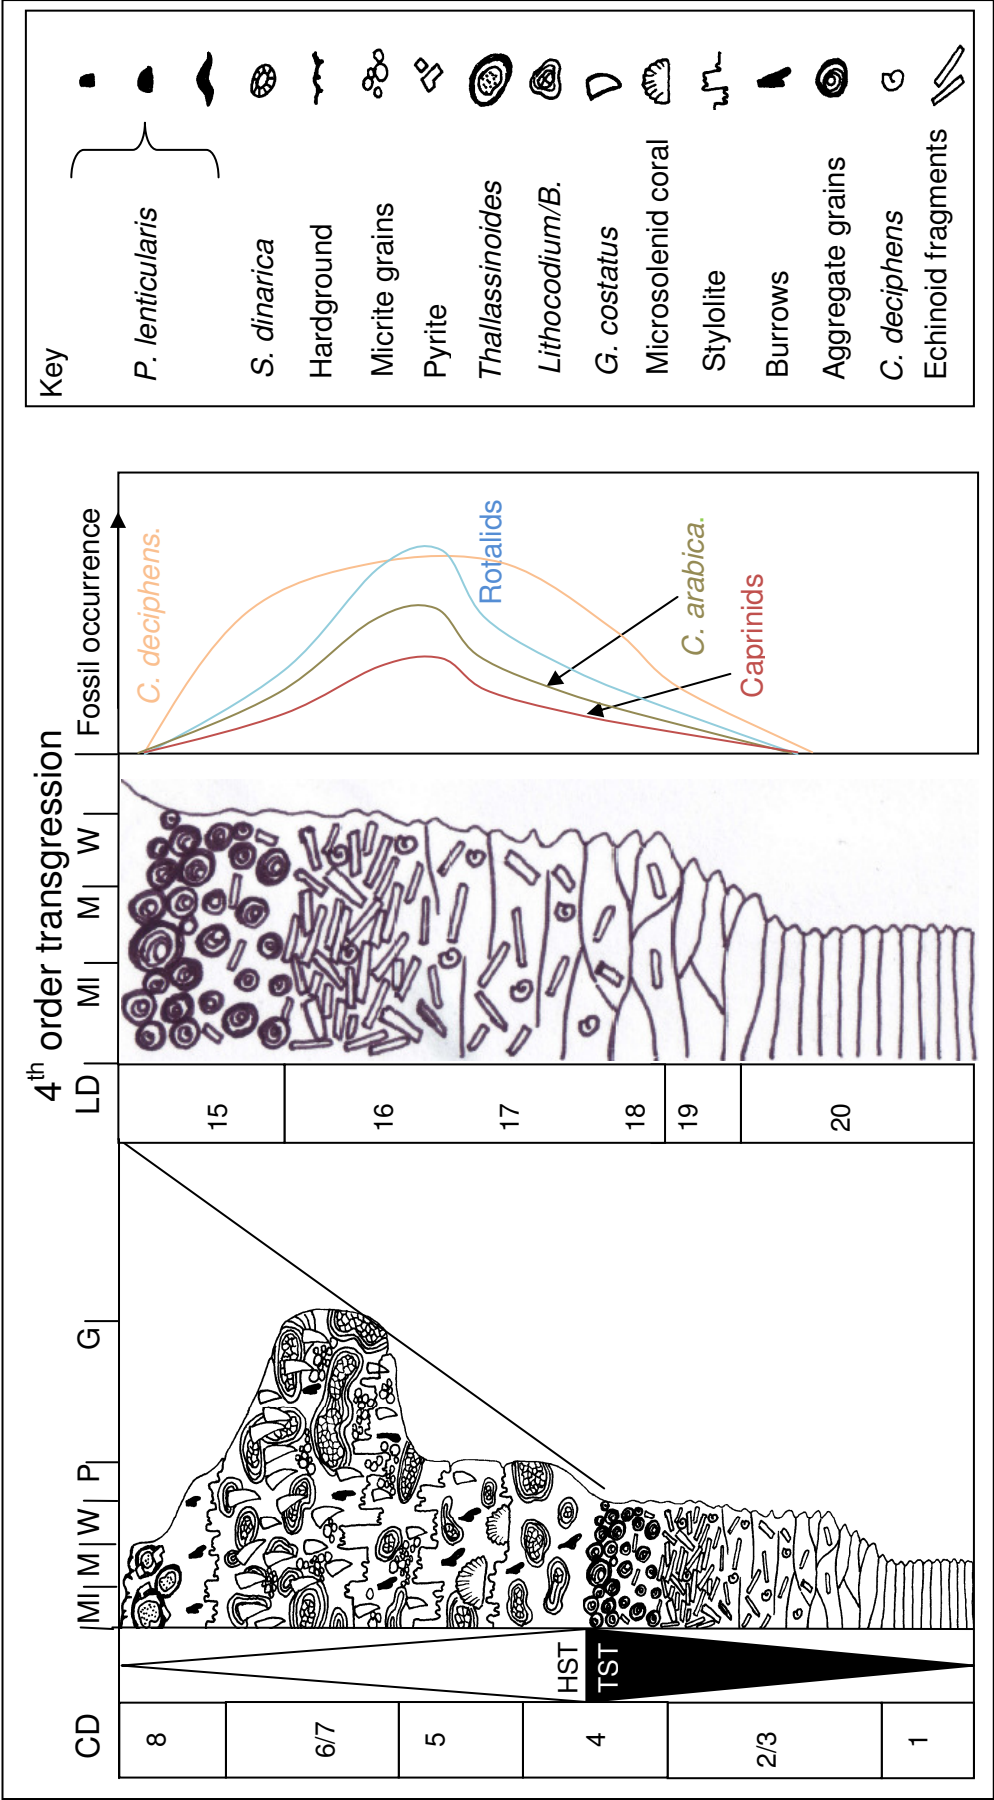 Key
P. lenticularis
S. dinarica
Hardground
Micrite grains
Pyrite
Thallassinoides
Lithocodium/B.
G. costatus
Microsolenid coral
Stylolite
Burrows
Aggregate grains
C. deciphens
Echinoid fragments
4th order transgression
Fossil occurrence
C. deciphens.
Rotalids
C. arabica.
Caprinids
LD
MI
M
W
15
16
17
18
19
20
CD
MI
M
W
P
G
HST
TST
8
6/7
5
4
2/3
1